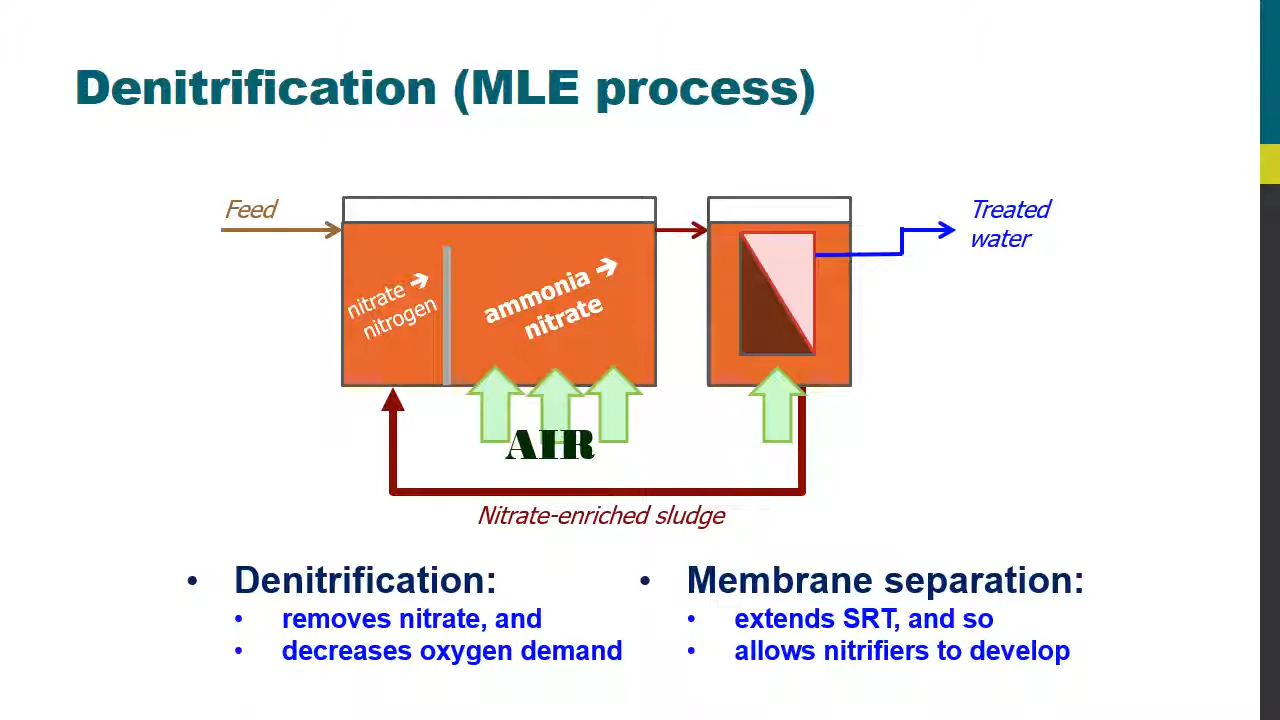 Denitrification (MLE process)
Feed
Treated
water
nitrate ➔
nitrogen
ammonia ➔
nitrate
AIR
Nitrate-enriched sludge
• Denitrification:
• removes nitrate, and
• decreases oxygen demand
• Membrane separation:
• extends SRT, and so
• allows nitrifiers to develop